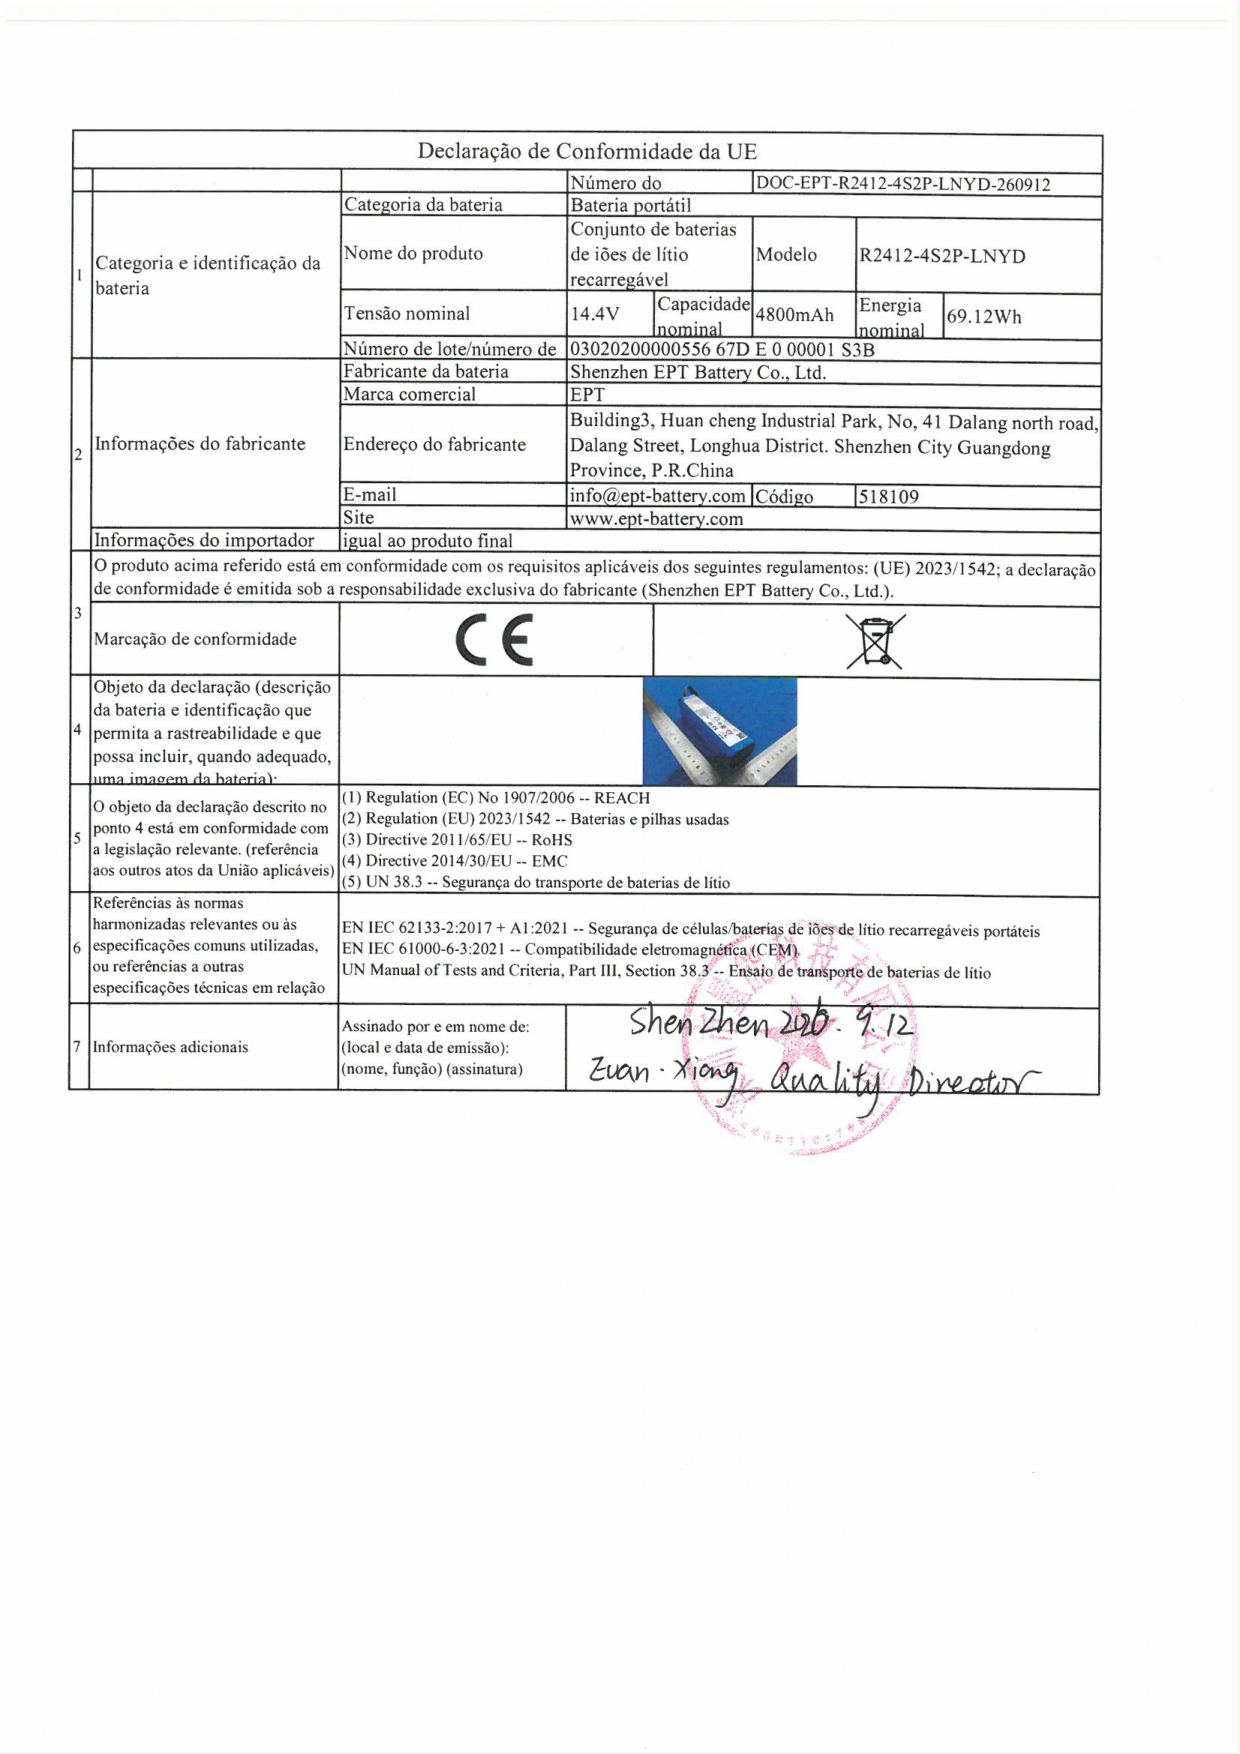 Declaração de Conformidade da UE
Número do DOC-EPT-R2412-4S2P-LNYD-260912
1 Categoria e identificação da bateria
Categoria da bateria Bateria portátil
Nome do produto
Conjunto de baterias
de iões de lítio
recarregável
Modelo R2412-4S2P-LNYD
Tensão nominal 14.4V
Capacidade
nominal
4800mAh
Energia
nominal
69.12Wh
Número de lote/número de 03020200000556 67D E 0 00001 S3B
2 Informações do fabricante
Fabricante da bateria Shenzhen EPT Battery Co., Ltd.
Marca comercial EPT
Endereço do fabricante
Building3, Huan cheng Industrial Park, No, 41 Dalang north road,
Dalang Street, Longhua District. Shenzhen City Guangdong
Province, P.R.China
E-mail info@ept-battery.com Código 518109
Site www.ept-battery.com
Informações do importador igual ao produto final
3
O produto acima referido está em conformidade com os requisitos aplicáveis dos seguintes regulamentos: (UE) 2023/1542; a declaração
de conformidade é emitida sob a responsabilidade exclusiva do fabricante (Shenzhen EPT Battery Co., Ltd.).
Marcação de conformidade CE
4
Objeto da declaração (descrição
da bateria e identificação que
permita a rastreabilidade e que
possa incluir, quando adequado,
uma imagem da bateria):
5
O objeto da declaração descrito no
ponto 4 está em conformidade com
a legislação relevante. (referência
aos outros atos da União aplicáveis)
(1) Regulation (EC) No 1907/2006 -- REACH
(2) Regulation (EU) 2023/1542 -- Baterias e pilhas usadas
(3) Directive 2011/65/EU -- RoHS
(4) Directive 2014/30/EU -- EMC
(5) UN 38.3 -- Segurança do transporte de baterias de lítio
6
Referências às normas
harmonizadas relevantes ou às
especificações comuns utilizadas,
ou referências a outras
especificações técnicas em relação
EN IEC 62133-2:2017 + A1:2021 -- Segurança de células/baterias de iões de lítio recarregáveis portáteis
EN IEC 61000-6-3:2021 -- Compatibilidade eletromagnética (CEM)
UN Manual of Tests and Criteria, Part III, Section 38.3 -- Ensaio de transporte de baterias de lítio
7 Informações adicionais
Assinado por e em nome de:
(local e data de emissão):
(nome, função) (assinatura)
ShenZhen 2026. 9.12
Euan · Xiong Quality Director